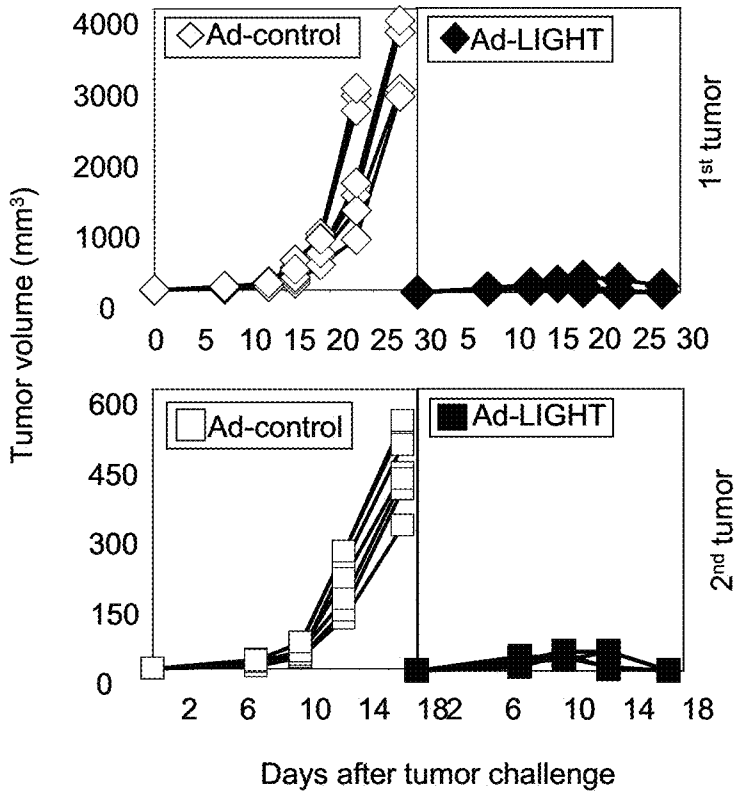 Tumor volume (mm³)
4000
3000
2000
1000
0
Ad-control
Ad-LIGHT
1st tumor
0 5 10 15 20 25 30 5 10 15 20 25 30
600
450
300
150
0
Ad-control
Ad-LIGHT
2nd tumor
2 6 10 14 182 6 10 14 18
Days after tumor challenge